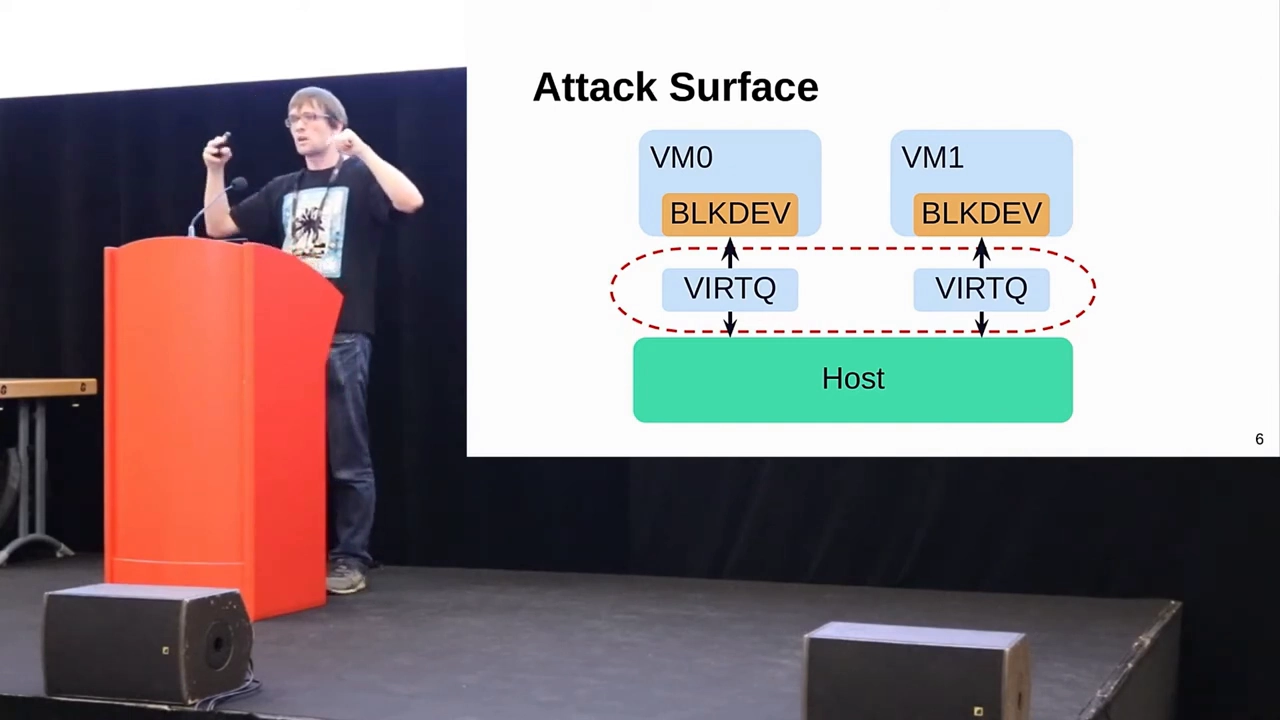 Attack Surface
VM0
VM1
BLKDEV
BLKDEV
VIRTQ
VIRTQ
Host
6